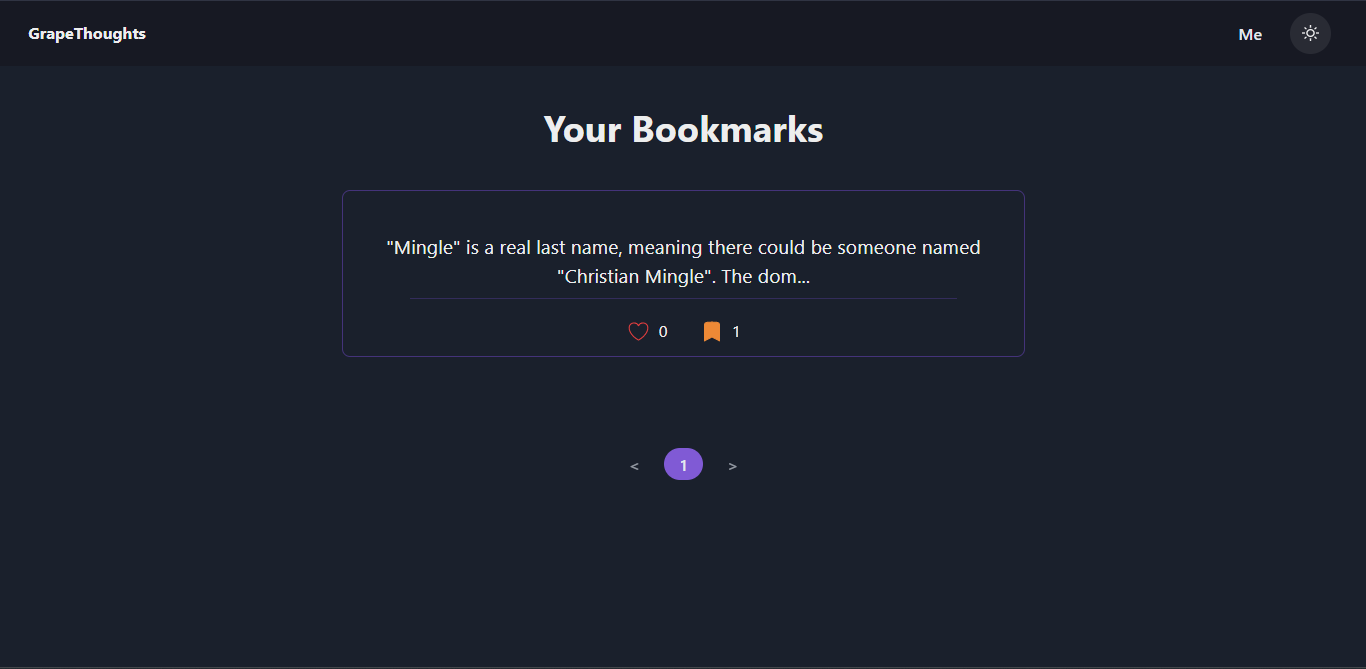 GrapeThoughts
Me
Your Bookmarks
"Mingle" is a real last name, meaning there could be someone named
"Christian Mingle". The dom...
0
1
< 1 >